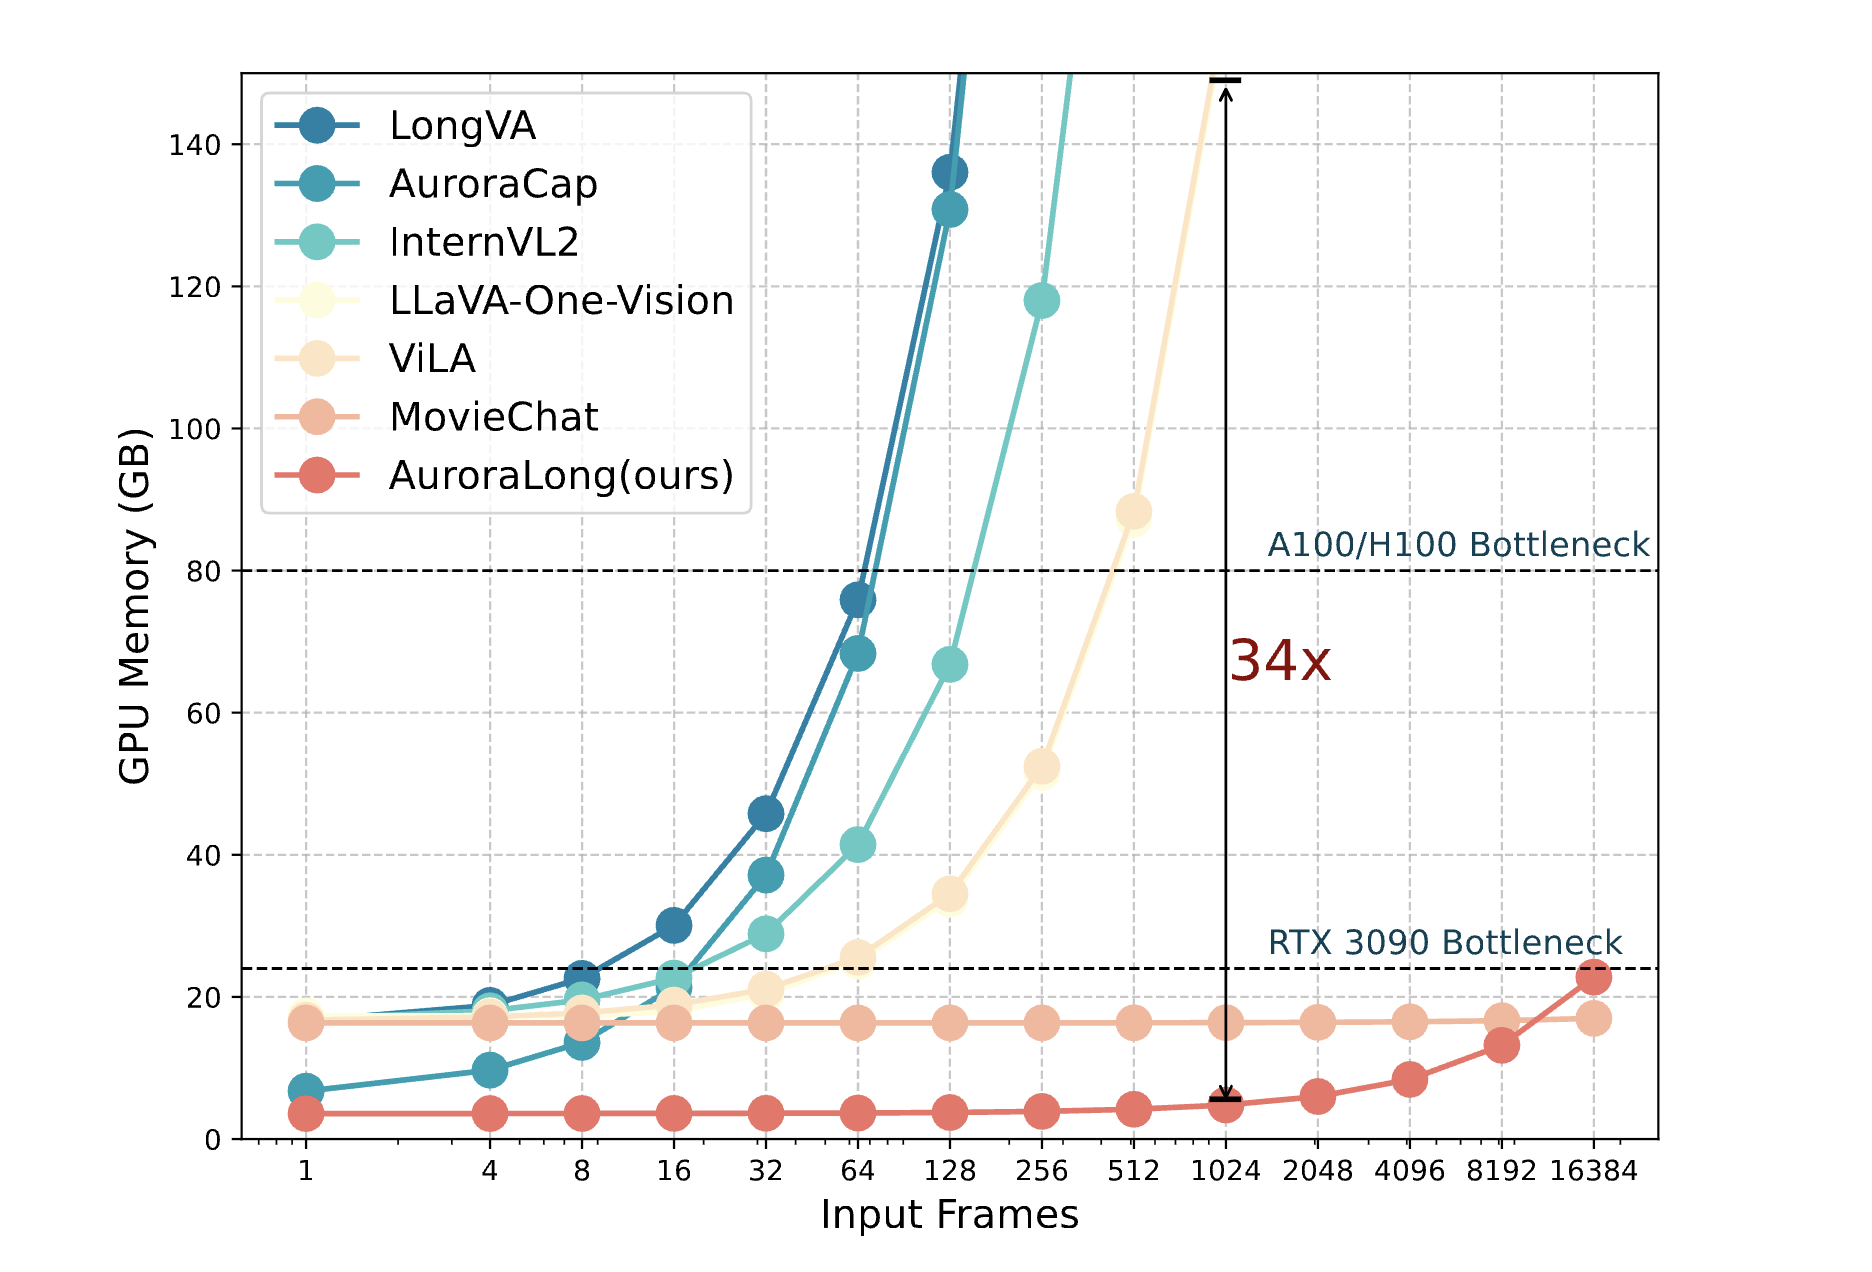 LongVA
AuroraCap
InternVL2
LLaVA-One-Vision
ViLA
MovieChat
AuroraLong(ours)
140
120
100
80
60
40
20
0
GPU Memory (GB)
A100/H100 Bottleneck
34x
RTX 3090 Bottleneck
1 4 8 16 32 64 128 256 512 1024 2048 4096 8192 16384
Input Frames